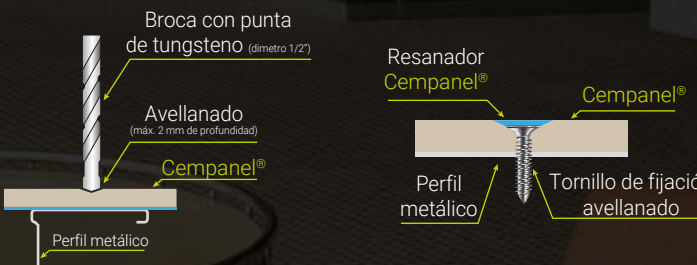 Broca con punta
de tungsteno (dimetro 1/2")
Avellanado
(máx. 2 mm de profundidad)
Cempanel®
Perfil metálico
Resanador
Cempanel®
Cempanel®
Perfil
metálico
Tornillo de fijació
avellanado